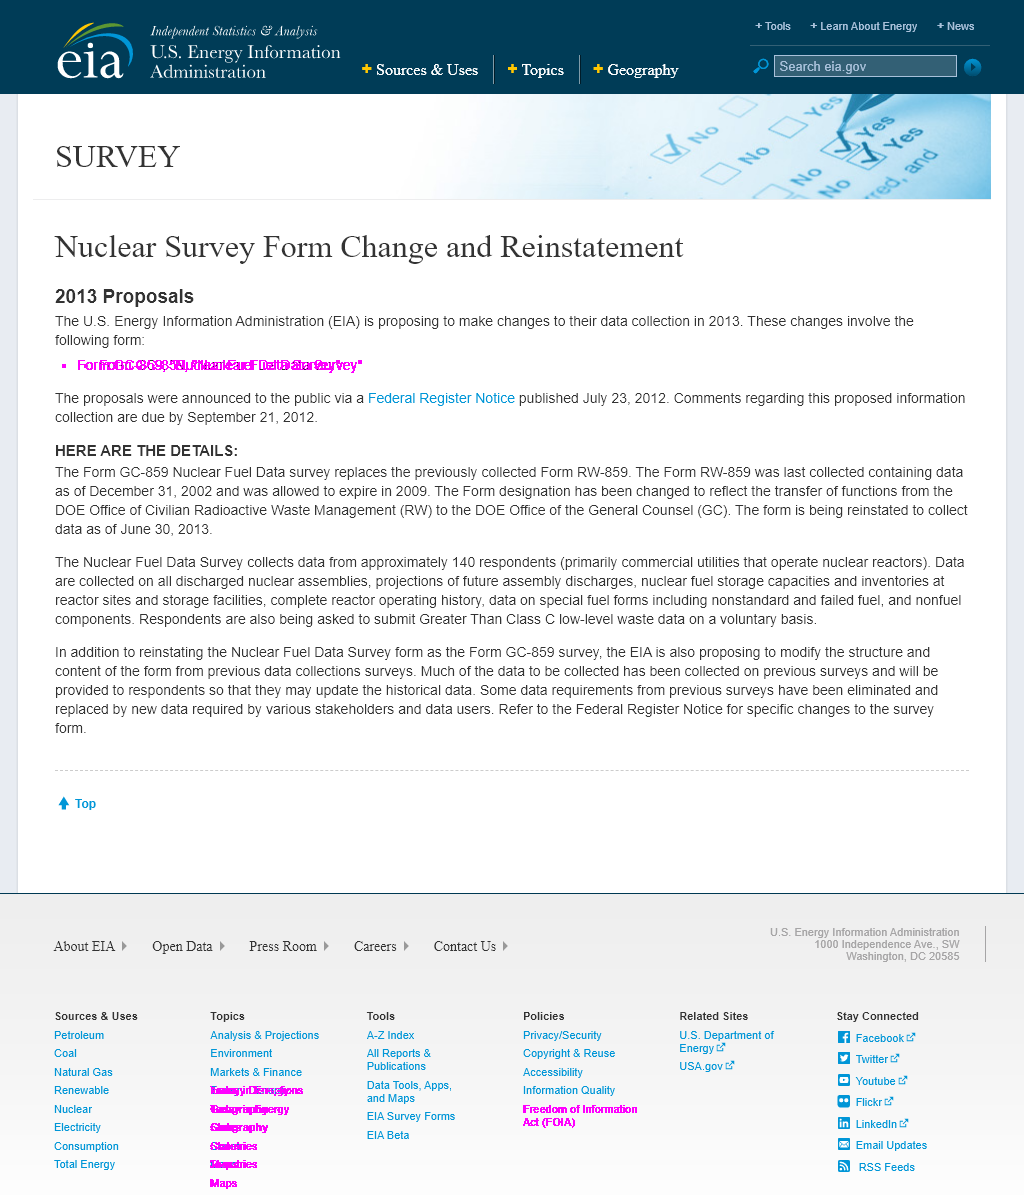 Independent Statistics & Analysis
U.S. Energy Information
Administration
eia
+ Tools + Learn About Energy + News
+ Sources & Uses + Topics + Geography
Search eia.gov
No
Yes
Yes
Yes
No
No
No
SURVEY
Nuclear Survey Form Change and Reinstatement
2013 Proposals
The U.S. Energy Information Administration (EIA) is proposing to make changes to their data collection in 2013. These changes involve the
following form:
The proposals were announced to the public via a Federal Register Notice published July 23, 2012. Comments regarding this proposed information
collection are due by September 21, 2012.
HERE ARE THE DETAILS:
The Form GC-859 Nuclear Fuel Data survey replaces the previously collected Form RW-859. The Form RW-859 was last collected containing data
as of December 31, 2002 and was allowed to expire in 2009. The Form designation has been changed to reflect the transfer of functions from the
DOE Office of Civilian Radioactive Waste Management (RW) to the DOE Office of the General Counsel (GC). The form is being reinstated to collect
data as of June 30, 2013.
The Nuclear Fuel Data Survey collects data from approximately 140 respondents (primarily commercial utilities that operate nuclear reactors). Data
are collected on all discharged nuclear assemblies, projections of future assembly discharges, nuclear fuel storage capacities and inventories at
reactor sites and storage facilities, complete reactor operating history, data on special fuel forms including nonstandard and failed fuel, and nonfuel
components. Respondents are also being asked to submit Greater Than Class C low-level waste data on a voluntary basis.
In addition to reinstating the Nuclear Fuel Data Survey form as the Form GC-859 survey, the EIA is also proposing to modify the structure and
content of the form from previous data collections surveys. Much of the data to be collected has been collected on previous surveys and will be
provided to respondents so that they may update the historical data. Some data requirements from previous surveys have been eliminated and
replaced by new data required by various stakeholders and data users. Refer to the Federal Register Notice for specific changes to the survey
form.
Top
About EIA Open Data Press Room Careers Contact Us
U.S. Energy Information Administration
1000 Independence Ave., SW
Washington, DC 20585
Sources & Uses
Petroleum
Coal
Natural Gas
Renewable
Nuclear
Electricity
Consumption
Total Energy
Topics
Analysis & Projections
Environment
Markets & Finance
Maps
Tools
A-Z Index
All Reports &
Publications
Data Tools, Apps,
and Maps
EIA Survey Forms
EIA Beta
Policies
Privacy/Security
Copyright & Reuse
Accessibility
Information Quality
Freedom of Information
Act (FOIA)
Related Sites
U.S. Department of
Energy
USA.gov
Stay Connected
Facebook
Twitter
Youtube
Flickr
LinkedIn
Email Updates
RSS Feeds